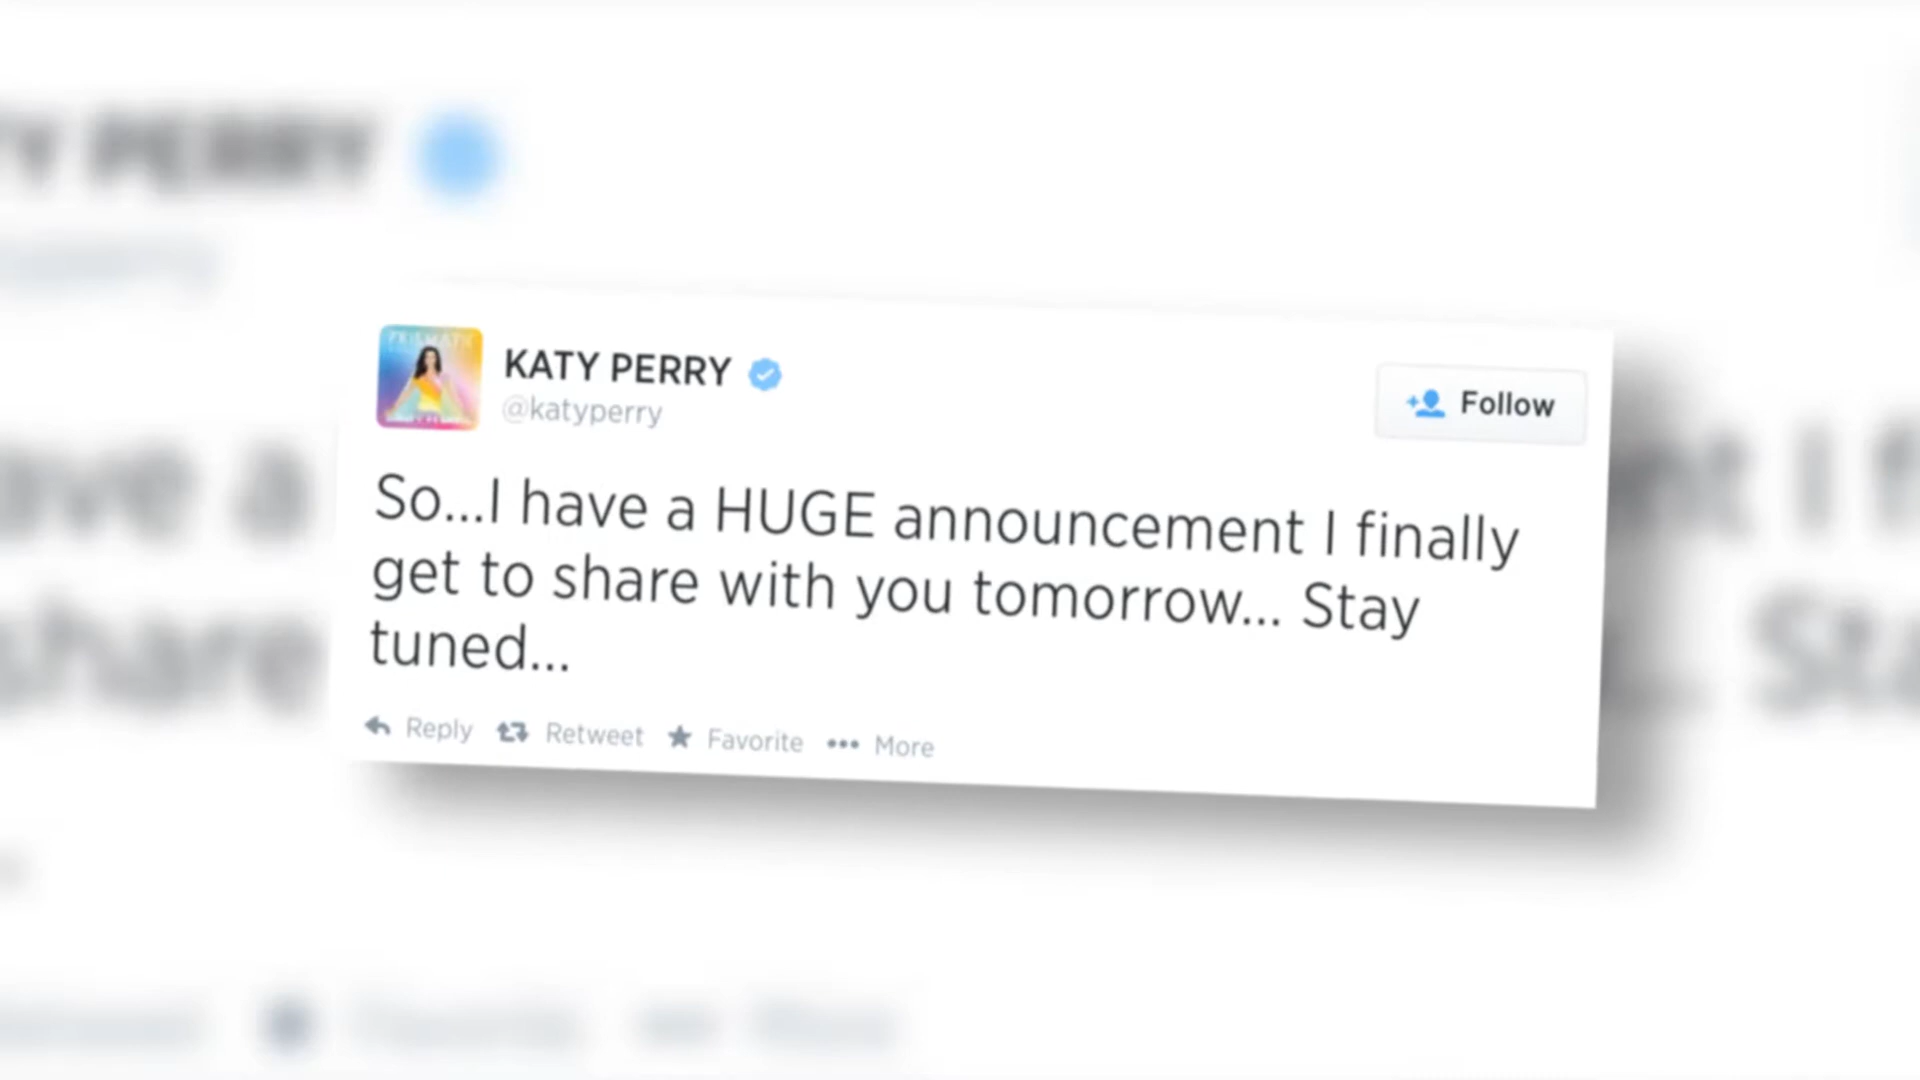 KATY PERRY
@katyperry
Follow
So...I have a HUGE announcement I finally
get to share with you tomorrow... Stay
tuned...
Reply Retweet Favorite More